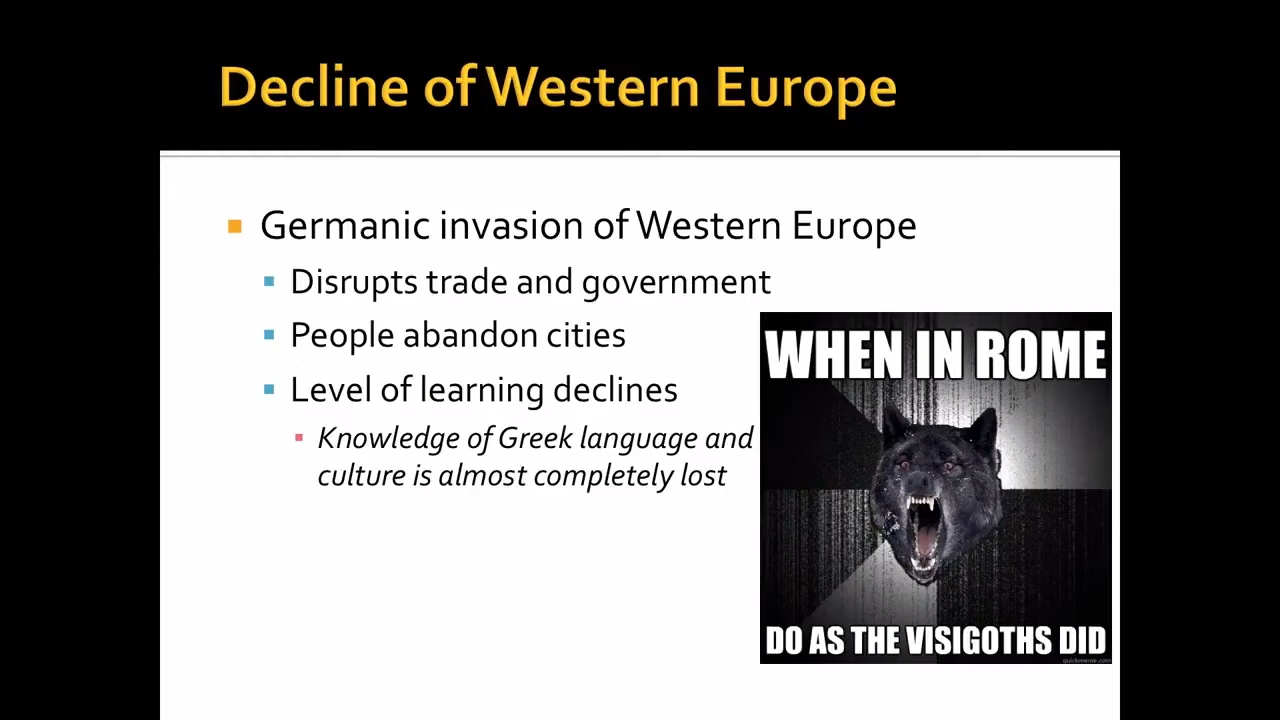 Decline of Western Europe
Germanic invasion of Western Europe
Disrupts trade and government
People abandon cities
Level of learning declines
Knowledge of Greek language and
culture is almost completely lost
WHEN IN ROME
DO AS THE VISIGOTHS DID
quickmeme.com